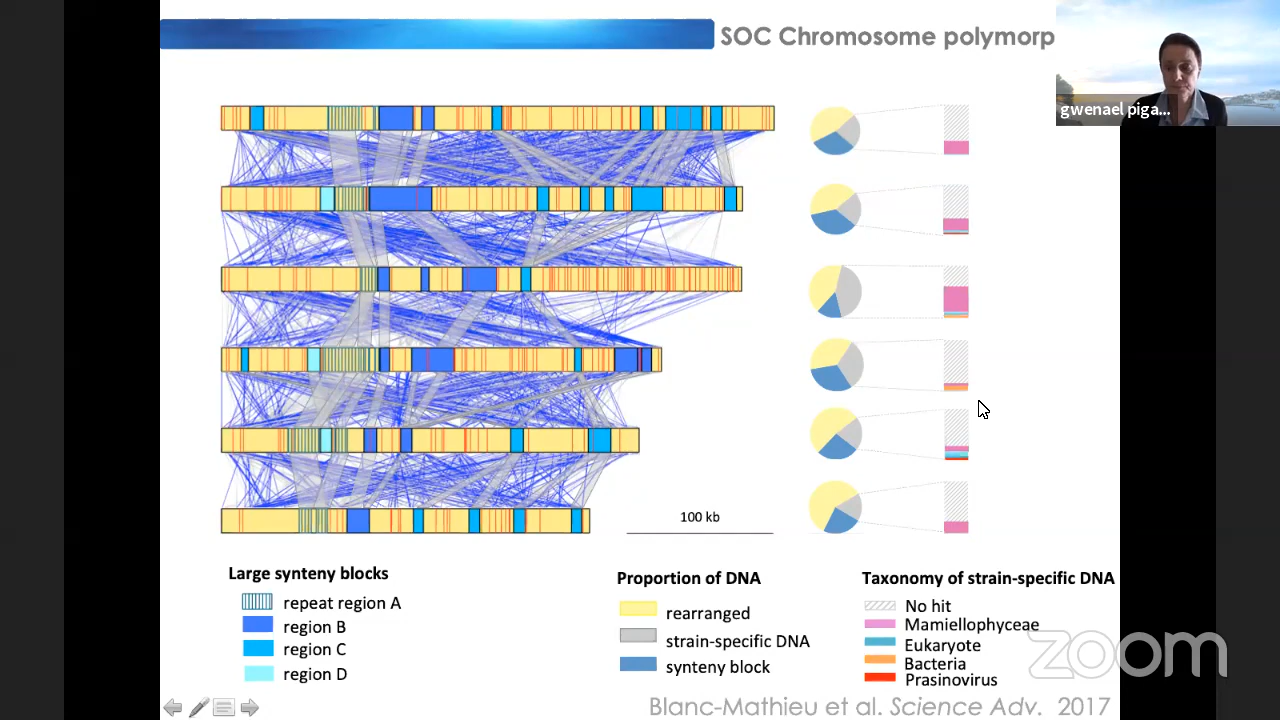 SOC Chromosome polymorp
gwenael piga...
100 kb
Large synteny blocks
repeat region A
region B
region C
region D
Proportion of DNA
rearranged
strain-specific DNA
synteny block
Taxonomy of strain-specific DNA
No hit
Mamiellophyceae
Eukaryote
Bacteria
Prasinovirus
zoom
Blanc-Mathieu et al. Science Adv. 2017